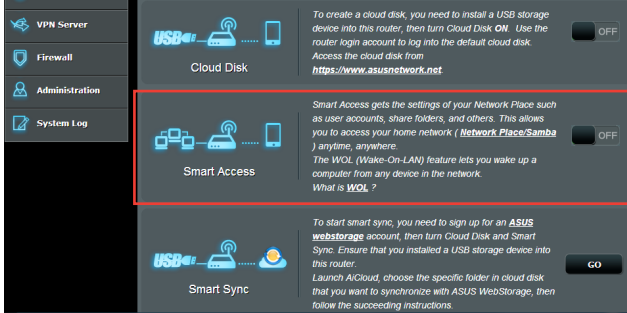 VPN Server
Firewall
Administration
System Log
USB
Cloud Disk
To create a cloud disk, you need to install a USB storage
device into this router, then turn Cloud Disk ON. Use the
router login account to log into the default cloud disk.
Access the cloud disk from
https://www.asusnetwork.net.
OFF
Smart Access
Smart Access gets the settings of your Network Place such
as user accounts, share folders, and others. This allows
you to access your home network ( Network Place/Samba
) anytime, anywhere.
The WOL (Wake-On-LAN) feature lets you wake up a
computer from any device in the network.
What is WOL ?
OFF
USB
Smart Sync
To start smart sync, you need to sign up for an ASUS
webstorage account, then turn Cloud Disk and Smart
Sync. Ensure that you installed a USB storage device into
this router.
Launch AiCloud, choose the specific folder in cloud disk
that you want to synchronize with ASUS WebStorage, then
follow the succeeding instructions.
GO